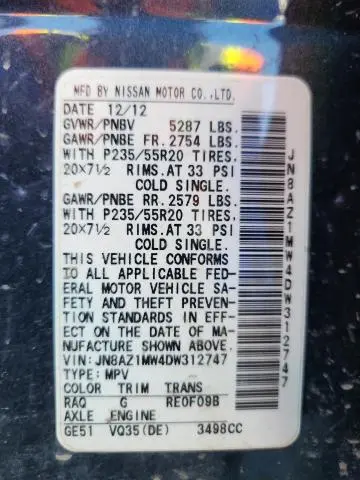 MFD BY NISSAN MOTOR CO.,LTD.
DATE 12/12
GVWR/PNBV 5287 LBS.
GAWR/PNBE FR. 2754 LBS.
WITH P235/55R20 TIRES,
20X7½ RIMS.AT 33 PSI
COLD SINGLE.
GAWR/PNBE RR. 2579 LBS.
WITH P235/55R20 TIRES,
20X7½ RIMS.AT 33 PSI
COLD SINGLE.
THIS VEHICLE CONFORMS
TO ALL APPLICABLE FED-
ERAL MOTOR VEHICLE SA-
FETY AND THEFT PREVEN-
TION STANDARDS IN EFF-
ECT ON THE DATE OF MA-
NUFACTURE SHOWN ABOVE
VIN: JN8AZ1MW4DW312747
TYPE: MPV
COLOR TRIM TRANS
RAQ G RE0F09B
AXLE ENGINE
GE51 VQ35(DE) 3498CC
JN8AZ1MW4DW312747